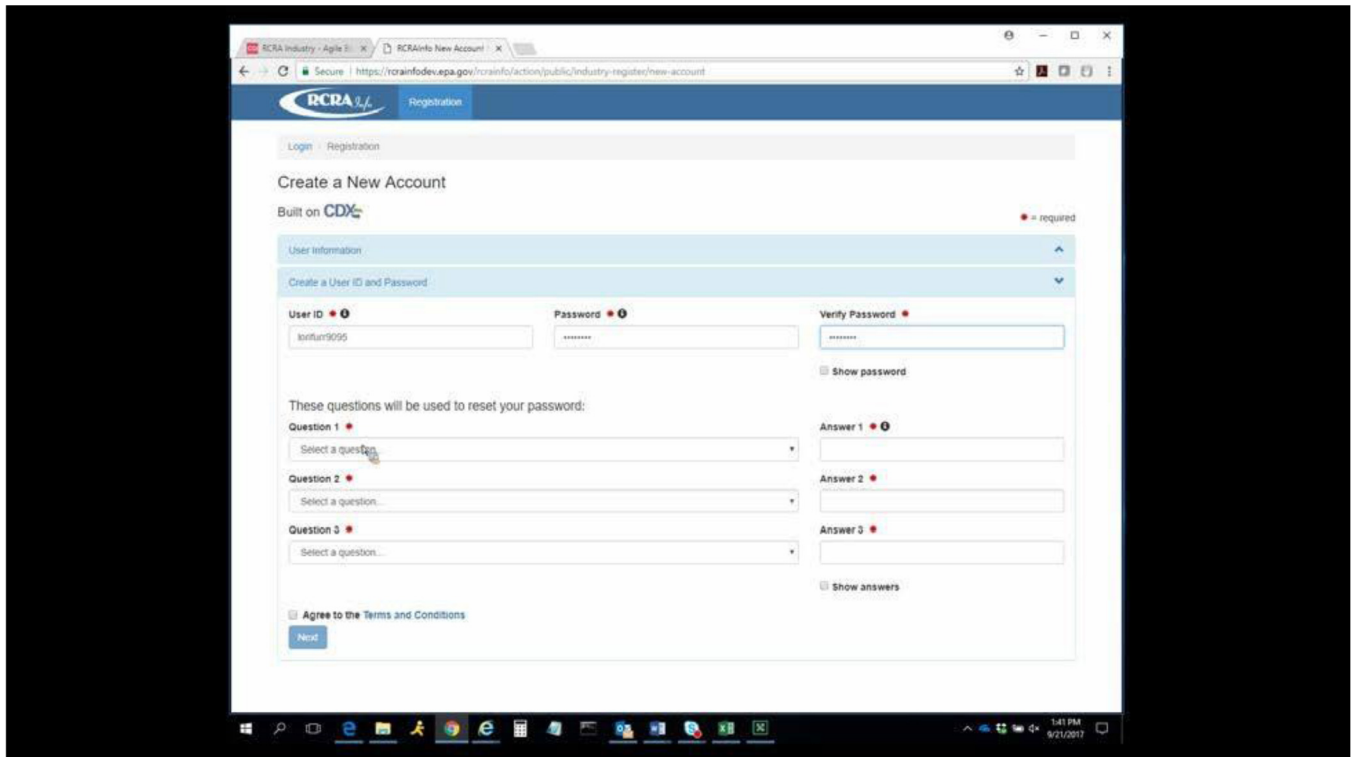 RCRA Industry - Agile
RCRAInfo New Account
Secure https://rcrainfodev.epa.gov/rcrainfo/action/public/industry-register/new-account
RCRA Info Registration
Login Registration
Create a New Account
Built on CDX
* = required
User Information
Create a User ID and Password
User ID * Password * Verify Password *
lorifurr9095 •••••••• ••••••••
Show password
These questions will be used to reset your password:
Question 1 * Answer 1 *
Select a question
Question 2 * Answer 2 *
Select a question...
Question 3 * Answer 3 *
Select a question...
Show answers
Agree to the Terms and Conditions
Next
1:41 PM
9/21/2017